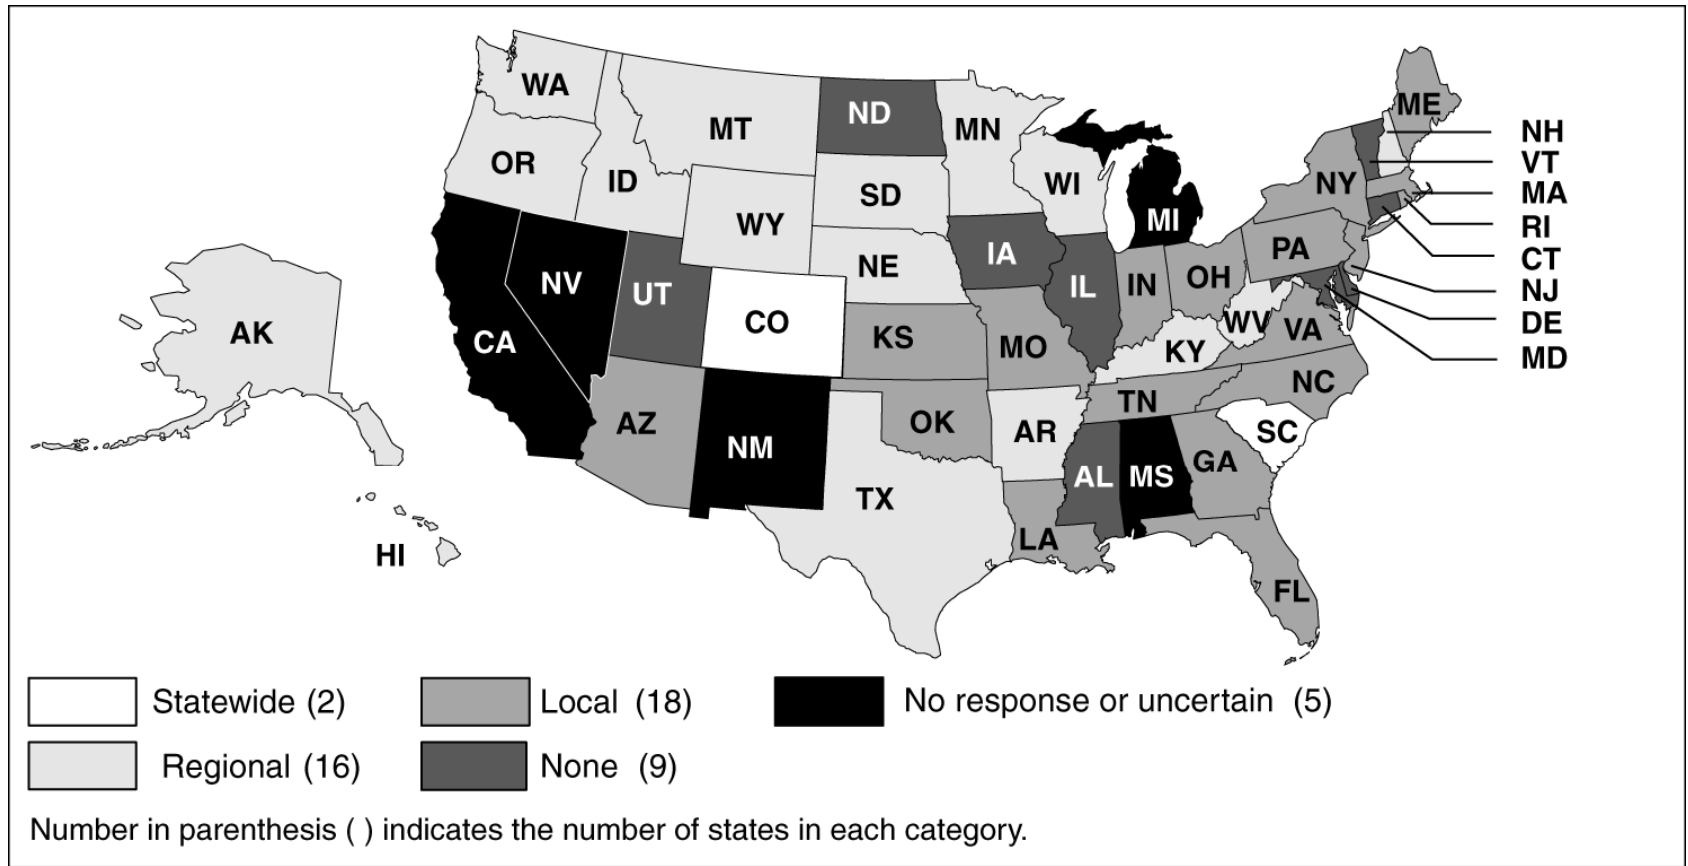 WA
MT
ND
MN
ME
OR
ID
WY
SD
WI
MI
NY
NH
VT
MA
RI
CT
NJ
DE
MD
NV
UT
CO
NE
IA
IL
IN
OH
PA
WV
VA
CA
AK
KS
MO
KY
NC
AZ
NM
OK
AR
TN
SC
TX
LA
AL
MS
GA
HI
FL
Statewide (2)
Local (18)
No response or uncertain (5)
Regional (16)
None (9)
Number in parenthesis ( ) indicates the number of states in each category.